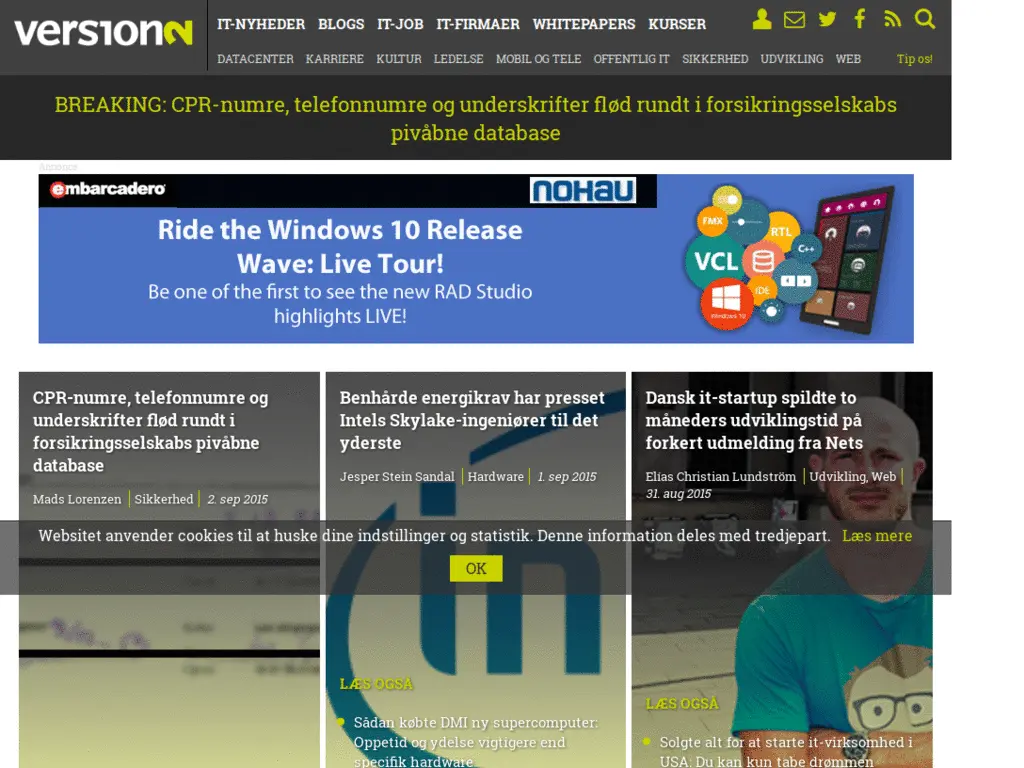 version2
IT-NYHEDER BLOGS IT-JOB IT-FIRMAER WHITEPAPERS KURSER
DATACENTER KARRIERE KULTUR LEDELSE MOBIL OG TELE OFFENTLIG IT SIKKERHED UDVIKLING WEB Tip os!
BREAKING: CPR-numre, telefonnumre og underskrifter flød rundt i forsikringsselskabs
pivåbne database
Annonce
embarcadero
NOHAU
Ride the Windows 10 Release
Wave: Live Tour!
Be one of the first to see the new RAD Studio
highlights LIVE!
FMX
RTL
C++
VCL
IDE
Windows 10
CPR-numre, telefonnumre og
underskrifter flød rundt i
forsikringsselskabs pivåbne
database
Mads Lorenzen Sikkerhed 2. sep 2015
Benhårde energikrav har presset
Intels Skylake-ingeniører til det
yderste
Jesper Stein Sandal Hardware 1. sep 2015
Dansk it-startup spildte to
måneders udviklingstid på
forkert udmelding fra Nets
Elías Christian Lundström Udvikling, Web
31. aug 2015
Websitet anvender cookies til at huske dine indstillinger og statistik. Denne information deles med tredjepart. Læs mere
OK
LÆS OGSÅ
Sådan købte DMI ny supercomputer:
Oppetid og ydelse vigtigere end
specifik hardware
LÆS OGSÅ
Solgte alt for at starte it-virksomhed i
USA: Du kan kun tabe drømmen